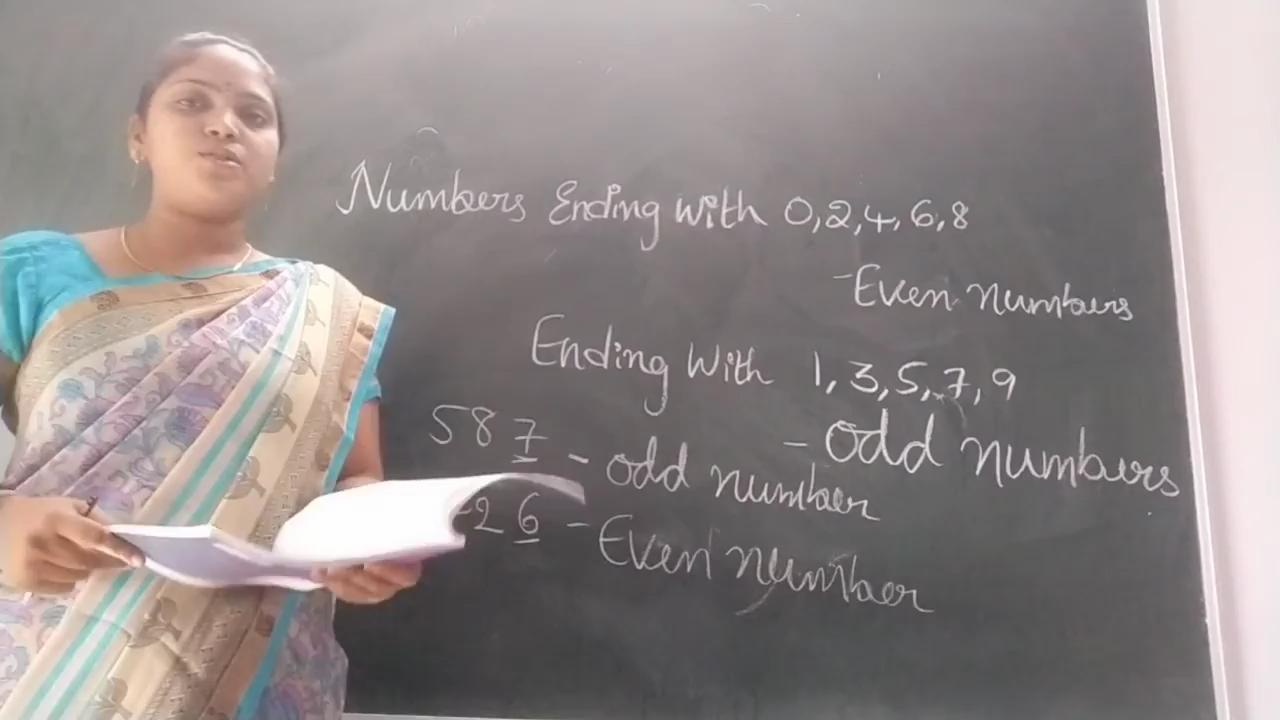 Numbers Ending with 0,2,4,6,8
- Even numbers
Ending With 1,3,5,7,9
- Odd numbers
587 - odd number
26 - Even number